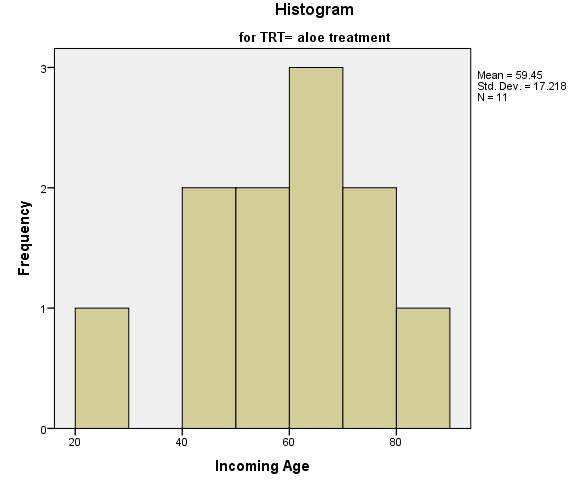 Histogram
for TRT= aloe treatment
Mean = 59.45
Std. Dev. = 17.218
N = 11
Frequency
3
2
1
0
20
40
60
80
Incoming Age